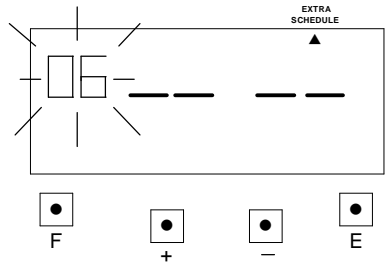 EXTRA
SCHEDULE
06 -- --
F + - E